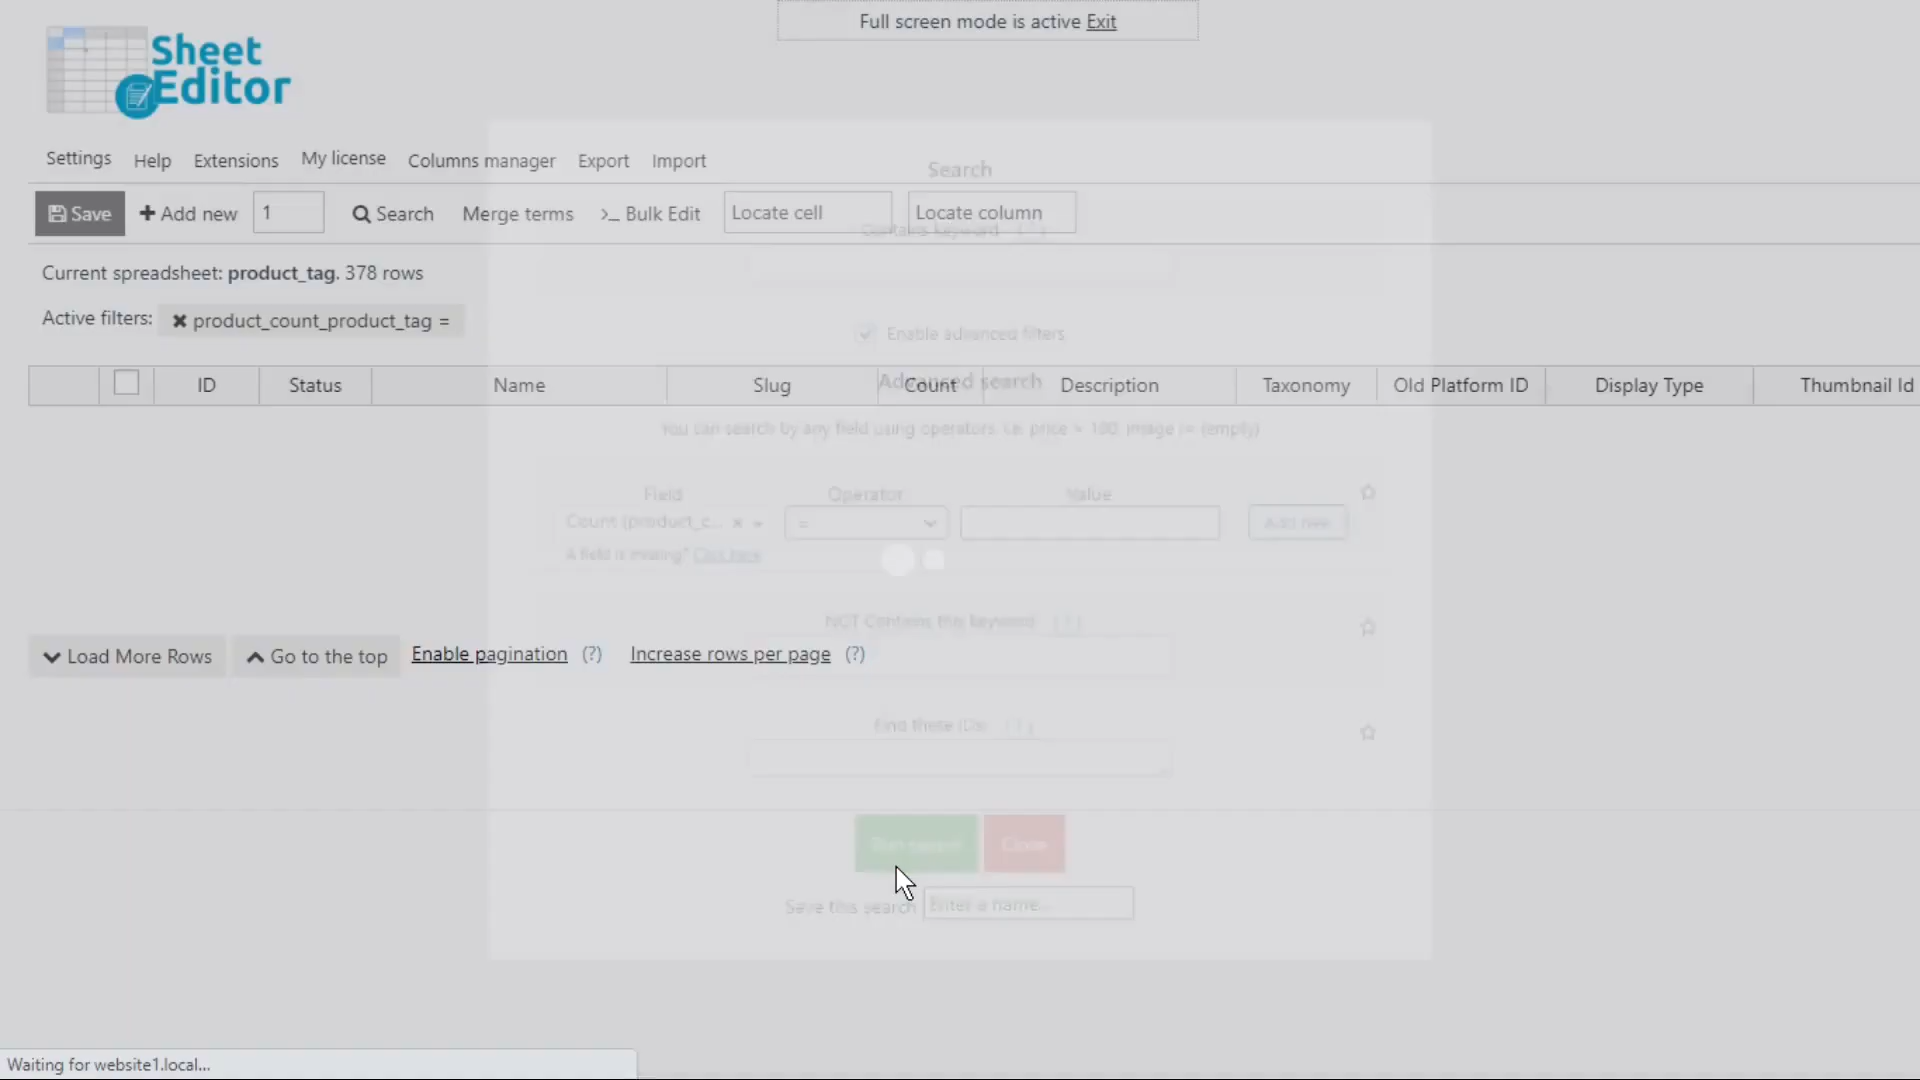 Full screen mode is active Exit
Sheet
Editor
Settings Help Extensions My license Columns manager Export Import
Search
Save Add new 1 Search Merge terms >_ Bulk Edit Locate cell Locate column
Contains keyword
Current spreadsheet: product_tag. 378 rows
Active filters: ✖ product_count_product_tag =
Enable advanced filters
ID Status Name Slug Count Description Taxonomy Old Platform ID Display Type Thumbnail Id
Advanced search
You can search by any field using operators. i.e. price > 100, image != (empty)
Field Operator Value
Count (product_c... × = Add new
A field is missing? Click here
NOT Contains this keyword
Load More Rows Go to the top Enable pagination (?) Increase rows per page (?)
Find these IDs
Run search Close
Save this search Enter a name...
Waiting for website1.local...